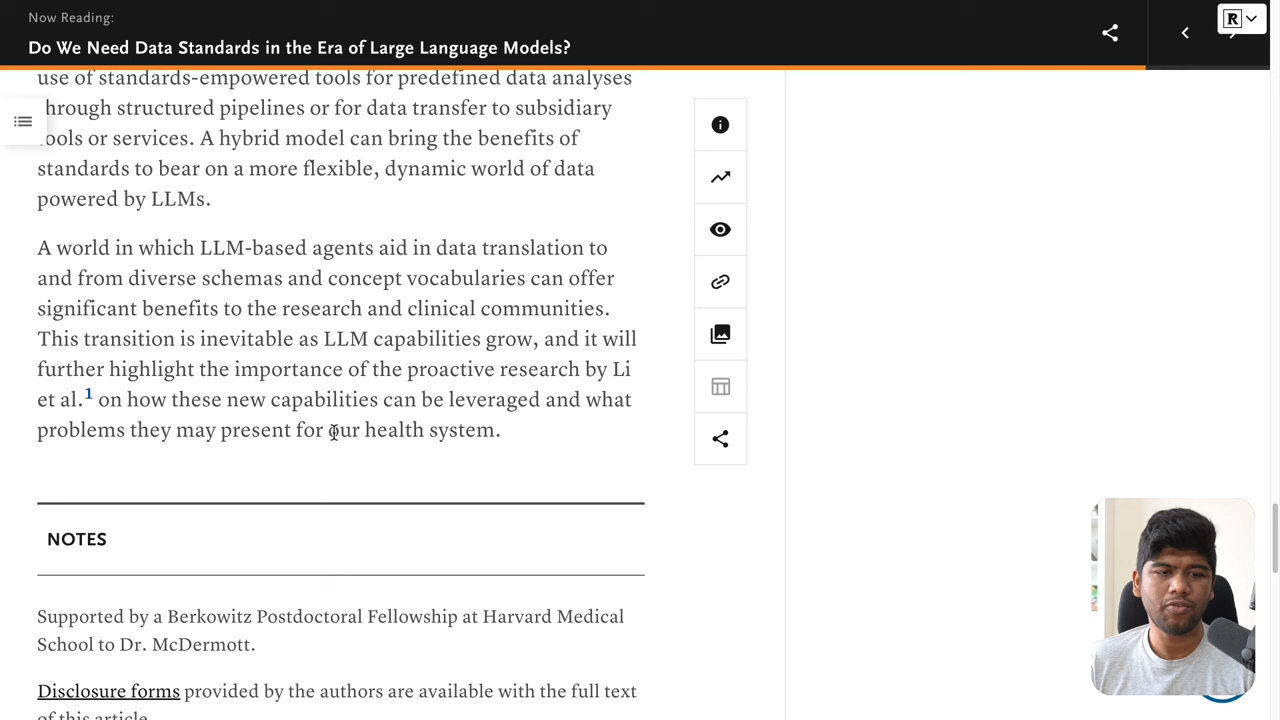 Now Reading:
Do We Need Data Standards in the Era of Large Language Models?
R
use of standards-empowered tools for predefined data analyses
through structured pipelines or for data transfer to subsidiary
tools or services. A hybrid model can bring the benefits of
standards to bear on a more flexible, dynamic world of data
powered by LLMs.
A world in which LLM-based agents aid in data translation to
and from diverse schemas and concept vocabularies can offer
significant benefits to the research and clinical communities.
This transition is inevitable as LLM capabilities grow, and it will
further highlight the importance of the proactive research by Li
et al.1 on how these new capabilities can be leveraged and what
problems they may present for our health system.
NOTES
Supported by a Berkowitz Postdoctoral Fellowship at Harvard Medical
School to Dr. McDermott.
Disclosure forms provided by the authors are available with the full text
of this article.